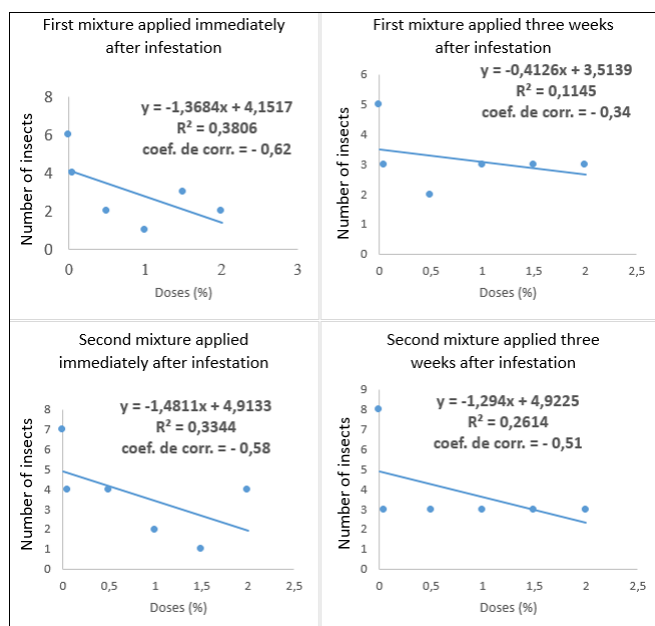 First mixture applied immediately
after infestation
y = -1,3684x + 4,1517
R² = 0,3806
coef. de corr. = - 0,62
Number of insects
8
6
4
2
0
0 1 2 3
Doses (%)
First mixture applied three weeks
after infestation
y = -0,4126x + 3,5139
R² = 0,1145
coef. de corr. = - 0,34
Number of insects
6
5
4
3
2
1
0
0 0,5 1 1,5 2 2,5
Doses (%)
Second mixture applied
immediately after infestation
y = -1,4811x + 4,9133
R² = 0,3344
coef. de corr. = - 0,58
Number of insects
8
7
6
5
4
3
2
1
0
0 0,5 1 1,5 2 2,5
Doses (%)
Second mixture applied three
weeks after infestation
y = -1,294x + 4,9225
R² = 0,2614
coef. de corr. = - 0,51
Number of insects
9
8
7
6
5
4
3
2
1
0
0 0,5 1 1,5 2 2,5
Doses (%)